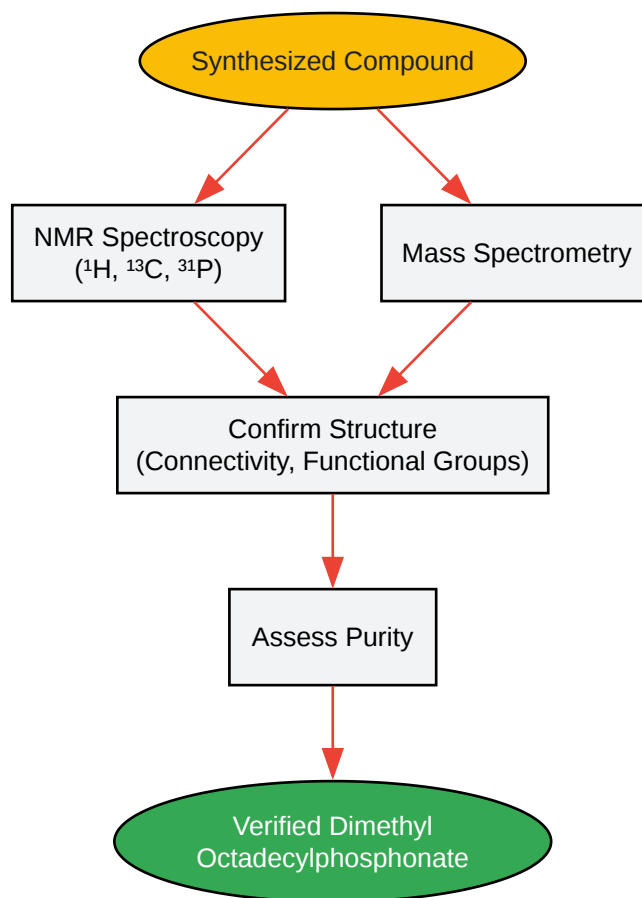 Synthesized Compound
NMR Spectroscopy
(¹H, ¹³C, ³¹P)
Mass Spectrometry
Confirm Structure
(Connectivity, Functional Groups)
Assess Purity
Verified Dimethyl
Octadecylphosphonate